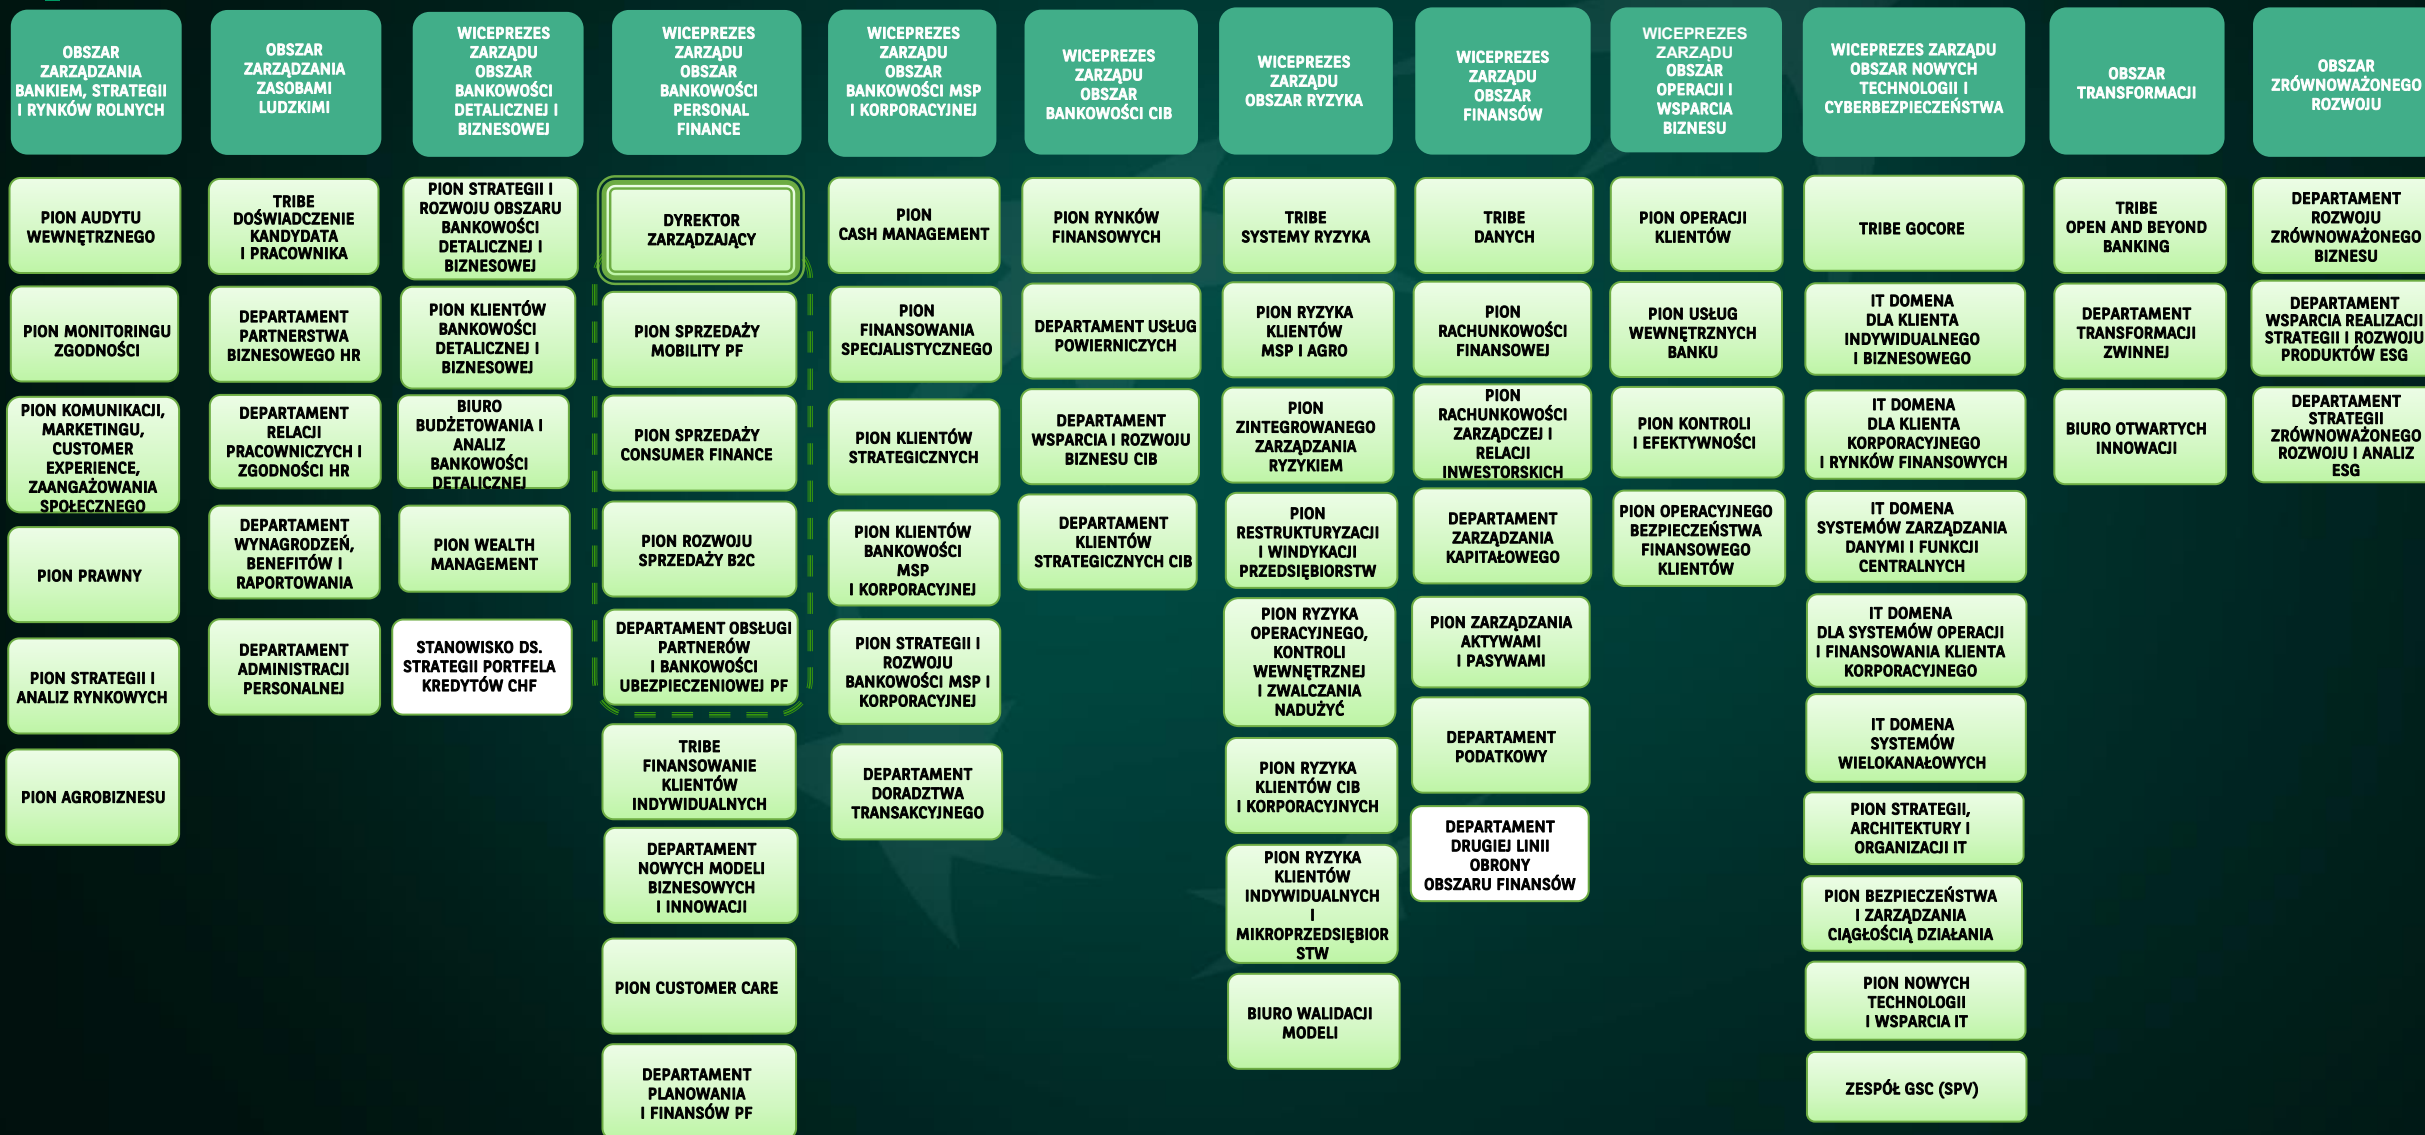 OBSZAR
ZARZĄDZANIA
BANKIEM, STRATEGII
I RYNKÓW ROLNYCH
PION AUDYTU
WEWNĘTRZNEGO
PION MONITORINGU
ZGODNOŚCI
PION KOMUNIKACJI,
MARKETINGU,
CUSTOMER
EXPERIENCE,
ZAANGAŻOWANIA
SPOŁECZNEGO
PION PRAWNY
PION STRATEGII I
ANALIZ RYNKOWYCH
PION AGROBIZNESU
OBSZAR
ZARZĄDZANIA
ZASOBAMI
LUDZKIMI
TRIBE
DOŚWIADCZENIE
KANDYDATA
I PRACOWNIKA
DEPARTAMENT
PARTNERSTWA
BIZNESOWEGO HR
DEPARTAMENT
RELACJI
PRACOWNICZYCH I
ZGODNOŚCI HR
DEPARTAMENT
WYNAGRODZEŃ,
BENEFITÓW I
RAPORTOWANIA
DEPARTAMENT
ADMINISTRACJI
PERSONALNEJ
WICEPREZES
ZARZĄDU
OBSZAR
BANKOWOŚCI
DETALICZNEJ I
BIZNESOWEJ
PION STRATEGII I
ROZWOJU OBSZARU
BANKOWOŚCI
DETALICZNEJ I
BIZNESOWEJ
PION KLIENTÓW
BANKOWOŚCI
DETALICZNEJ I
BIZNESOWEJ
BIURO
BUDŻETOWANIA I
ANALIZ
BANKOWOŚCI
DETALICZNEJ
PION WEALTH
MANAGEMENT
STANOWISKO DS.
STRATEGII PORTFELA
KREDYTÓW CHF
WICEPREZES
ZARZĄDU
OBSZAR
BANKOWOŚCI
PERSONAL
FINANCE
DYREKTOR
ZARZĄDZAJĄCY
PION SPRZEDAŻY
MOBILITY PF
PION SPRZEDAŻY
CONSUMER FINANCE
PION ROZWOJU
SPRZEDAŻY B2C
DEPARTAMENT OBSŁUGI
PARTNERÓW
I BANKOWOŚCI
UBEZPIECZENIOWEJ PF
TRIBE
FINANSOWANIE
KLIENTÓW
INDYWIDUALNYCH
DEPARTAMENT
NOWYCH MODELI
BIZNESOWYCH
I INNOWACJI
PION CUSTOMER CARE
DEPARTAMENT
PLANOWANIA
I FINANSÓW PF
WICEPREZES
ZARZĄDU
OBSZAR
BANKOWOŚCI MSP
I KORPORACYJNEJ
PION
CASH MANAGEMENT
PION
FINANSOWANIA
SPECJALISTYCZNEGO
PION KLIENTÓW
STRATEGICZNYCH
PION KLIENTÓW
BANKOWOŚCI
MSP
I KORPORACYJNEJ
PION STRATEGII I
ROZWOJU
BANKOWOŚCI MSP I
KORPORACYJNEJ
DEPARTAMENT
DORADZTWA
TRANSAKCYJNEGO
WICEPREZES
ZARZĄDU
OBSZAR
BANKOWOŚCI CIB
PION RYNKÓW
FINANSOWYCH
DEPARTAMENT USŁUG
POWIERNICZYCH
DEPARTAMENT
WSPARCIA I ROZWOJU
BIZNESU CIB
DEPARTAMENT
KLIENTÓW
STRATEGICZNYCH CIB
WICEPREZES
ZARZĄDU
OBSZAR RYZYKA
TRIBE
SYSTEMY RYZYKA
PION RYZYKA
KLIENTÓW
MSP I AGRO
PION
ZINTEGROWANEGO
ZARZĄDZANIA
RYZYKIEM
PION
RESTRUKTURYZACJI
I WINDYKACJI
PRZEDSIĘBIORSTW
PION RYZYKA
OPERACYJNEGO,
KONTROLI
WEWNĘTRZNEJ
I ZWALCZANIA
NADUŻYĆ
PION RYZYKA
KLIENTÓW CIB
I KORPORACYJNYCH
PION RYZYKA
KLIENTÓW
INDYWIDUALNYCH
I
MIKROPRZEDSIĘBIOR
STW
BIURO WALIDACJI
MODELI
WICEPREZES
ZARZĄDU
OBSZAR
FINANSÓW
TRIBE
DANYCH
PION
RACHUNKOWOŚCI
FINANSOWEJ
PION
RACHUNKOWOŚCI
ZARZĄDCZEJ I
RELACJI
INWESTORSKICH
DEPARTAMENT
ZARZĄDZANIA
KAPITAŁOWEGO
PION ZARZĄDZANIA
AKTYWAMI
I PASYWAMI
DEPARTAMENT
PODATKOWY
DEPARTAMENT
DRUGIEJ LINII
OBRONY
OBSZARU FINANSÓW
WICEPREZES
ZARZĄDU
OBSZAR
OPERACJI I
WSPARCIA
BIZNESU
PION OPERACJI
KLIENTÓW
PION USŁUG
WEWNĘTRZNYCH
BANKU
PION KONTROLI
I EFEKTYWNOŚCI
PION OPERACYJNEGO
BEZPIECZEŃSTWA
FINANSOWEGO
KLIENTÓW
WICEPREZES ZARZĄDU
OBSZAR NOWYCH
TECHNOLOGII I
CYBERBEZPIECZEŃSTWA
TRIBE GOCORE
IT DOMENA
DLA KLIENTA
INDYWIDUALNEGO
I BIZNESOWEGO
IT DOMENA
DLA KLIENTA
KORPORACYJNEGO
I RYNKÓW FINANSOWYCH
IT DOMENA
SYSTEMÓW ZARZĄDZANIA
DANYMI I FUNKCJI
CENTRALNYCH
IT DOMENA
DLA SYSTEMÓW OPERACJI
I FINANSOWANIA KLIENTA
KORPORACYJNEGO
IT DOMENA
SYSTEMÓW
WIELOKANAŁOWYCH
PION STRATEGII,
ARCHITEKTURY I
ORGANIZACJI IT
PION BEZPIECZEŃSTWA
I ZARZĄDZANIA
CIĄGŁOŚCIĄ DZIAŁANIA
PION NOWYCH
TECHNOLOGII
I WSPARCIA IT
ZESPÓŁ GSC (SPV)
OBSZAR
TRANSFORMACJI
TRIBE
OPEN AND BEYOND
BANKING
DEPARTAMENT
TRANSFORMACJI
ZWINNEJ
BIURO OTWARTYCH
INNOWACJI
OBSZAR
ZRÓWNOWAŻONEGO
ROZWOJU
DEPARTAMENT
ROZWOJU
ZRÓWNOWAŻONEGO
BIZNESU
DEPARTAMENT
WSPARCIA REALIZACJI
STRATEGII I ROZWOJU
PRODUKTÓW ESG
DEPARTAMENT
STRATEGII
ZRÓWNOWAŻONEGO
ROZWOJU I ANALIZ
ESG